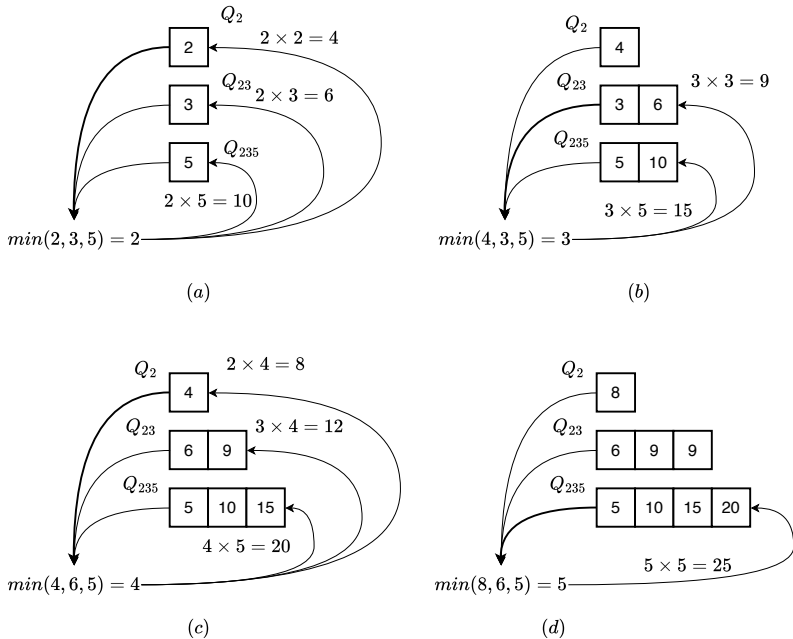 Q₂
2 × 2 = 4
2
Q₂₃
2 × 3 = 6
3
Q₂₃₅
5
2 × 5 = 10
min(2, 3, 5) = 2
(a)
Q₂
4
Q₂₃
3 × 3 = 9
3 6
Q₂₃₅
5 10
3 × 5 = 15
min(4, 3, 5) = 3
(b)
2 × 4 = 8
Q₂
4
Q₂₃
3 × 4 = 12
6 9
Q₂₃₅
5 10 15
4 × 5 = 20
min(4, 6, 5) = 4
(c)
Q₂
8
Q₂₃
6 9 9
Q₂₃₅
5 10 15 20
5 × 5 = 25
min(8, 6, 5) = 5
(d)